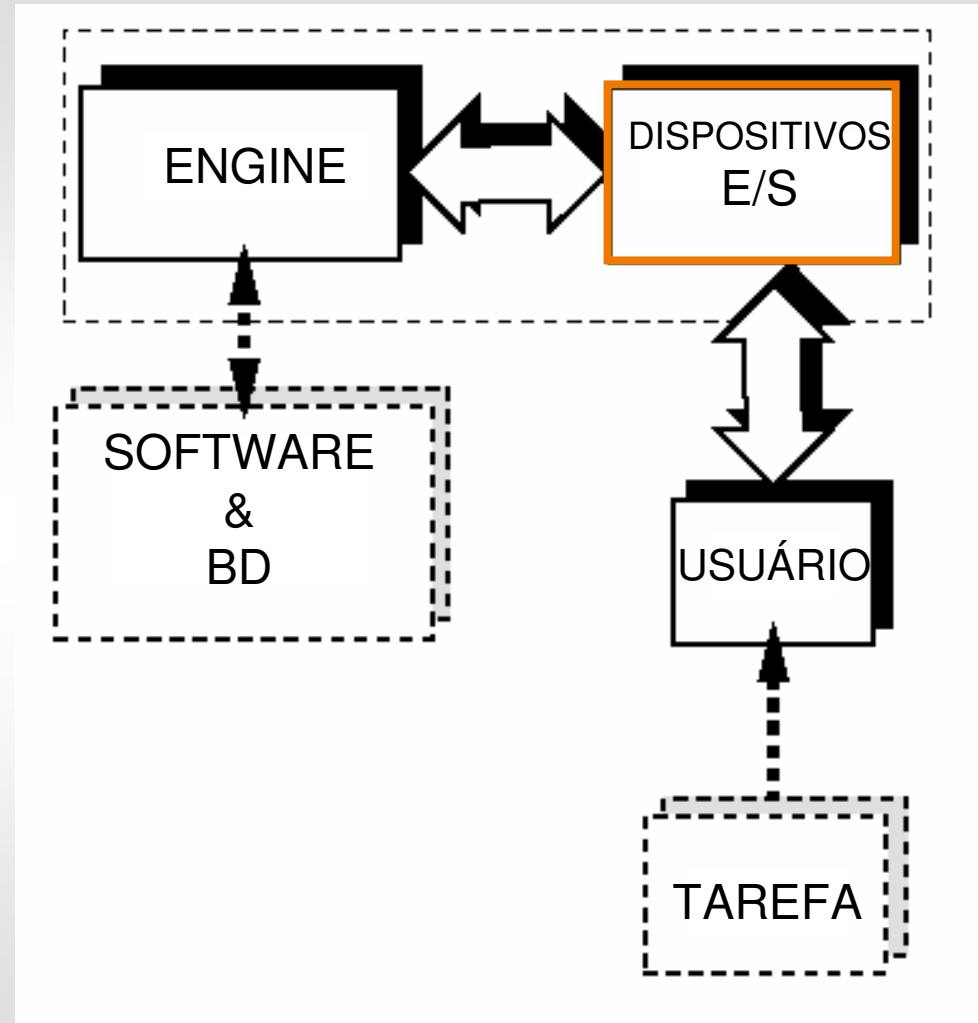 ENGINE
DISPOSITIVOS
E/S
SOFTWARE
&
BD
USUÁRIO
TAREFA